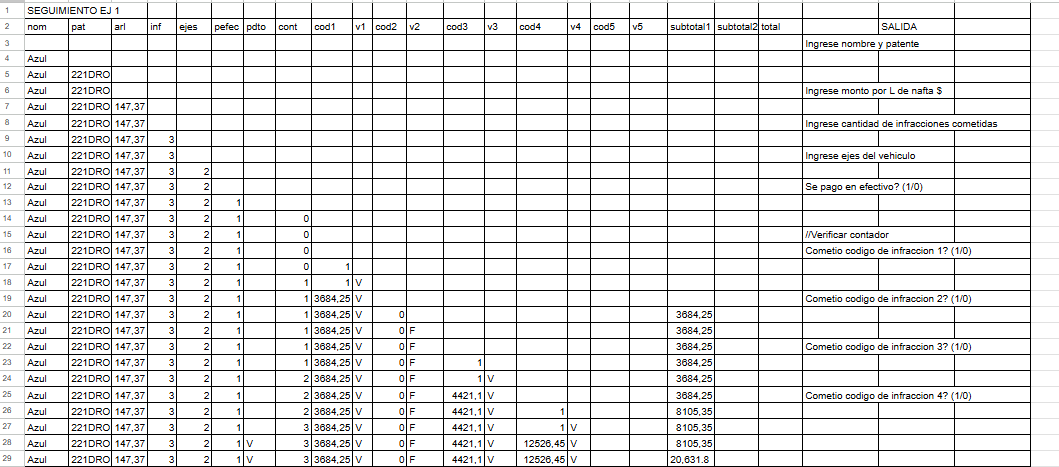 1 SEGUIMIENTO EJ 1
2 nom pat arl inf ejes pefec pdto cont cod1 v1 cod2 v2 cod3 v3 cod4 v4 cod5 v5 subtotal1 subtotal2 total SALIDA
3 Ingrese nombre y patente
4 Azul
5 Azul 221DRO
6 Azul 221DRO Ingrese monto por L de nafta $
7 Azul 221DRO 147,37
8 Azul 221DRO 147,37 Ingrese cantidad de infracciones cometidas
9 Azul 221DRO 147,37 3
10 Azul 221DRO 147,37 3 Ingrese ejes del vehiculo
11 Azul 221DRO 147,37 3 2
12 Azul 221DRO 147,37 3 2 Se pago en efectivo? (1/0)
13 Azul 221DRO 147,37 3 2 1
14 Azul 221DRO 147,37 3 2 1 0
15 Azul 221DRO 147,37 3 2 1 0 //Verificar contador
16 Azul 221DRO 147,37 3 2 1 0 Cometio codigo de infraccion 1? (1/0)
17 Azul 221DRO 147,37 3 2 1 0 1
18 Azul 221DRO 147,37 3 2 1 1 1 V
19 Azul 221DRO 147,37 3 2 1 1 3684,25 V Cometio codigo de infraccion 2? (1/0)
20 Azul 221DRO 147,37 3 2 1 1 3684,25 V 0 3684,25
21 Azul 221DRO 147,37 3 2 1 1 3684,25 V 0 F 3684,25
22 Azul 221DRO 147,37 3 2 1 1 3684,25 V 0 F 3684,25 Cometio codigo de infraccion 3? (1/0)
23 Azul 221DRO 147,37 3 2 1 1 3684,25 V 0 F 1 3684,25
24 Azul 221DRO 147,37 3 2 1 2 3684,25 V 0 F 1 V 3684,25
25 Azul 221DRO 147,37 3 2 1 2 3684,25 V 0 F 4421,1 V 3684,25 Cometio codigo de infraccion 4? (1/0)
26 Azul 221DRO 147,37 3 2 1 2 3684,25 V 0 F 4421,1 V 1 8105,35
27 Azul 221DRO 147,37 3 2 1 3 3684,25 V 0 F 4421,1 V 1 V 8105,35
28 Azul 221DRO 147,37 3 2 1 V 3 3684,25 V 0 F 4421,1 V 12526,45 V 8105,35
29 Azul 221DRO 147,37 3 2 1 V 3 3684,25 V 0 F 4421,1 V 12526,45 V 20,631.8